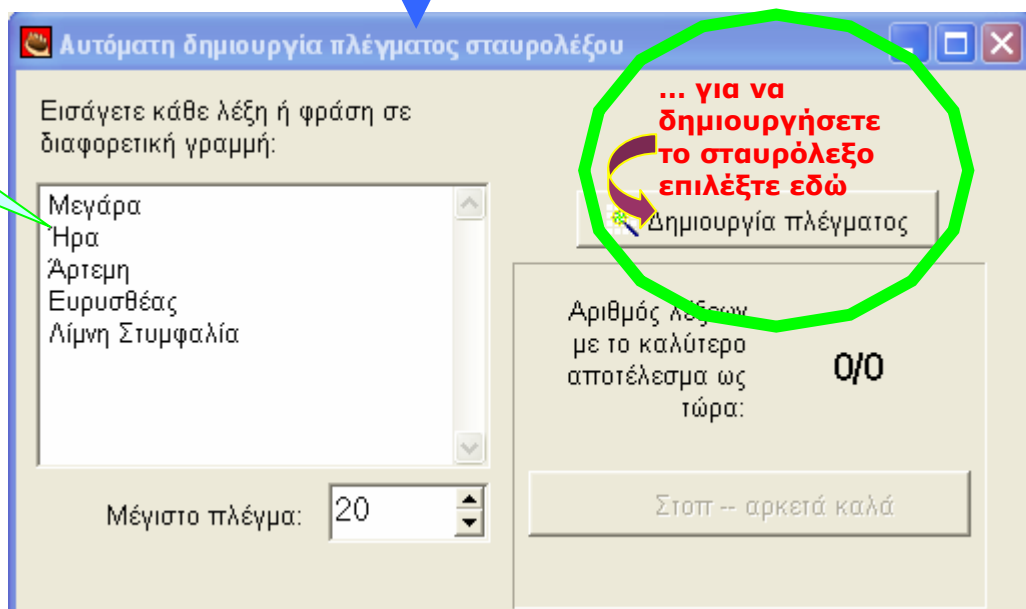 Αυτόματη δημιουργία πλέγματος σταυρολέξου
Εισάγετε κάθε λέξη ή φράση σε
διαφορετική γραμμή:
Μεγάρα
Ήρα
Άρτεμη
Ευρυσθέας
Λίμνη Στυμφαλία
Μέγιστο πλέγμα:
20
... για να
δημιουργήσετε
το σταυρόλεξο
επιλέξτε εδώ
Δημιουργία πλέγματος
Αριθμός λέξεων
με το καλύτερο
αποτέλεσμα ως
τώρα:
0/0
Στοπ -- αρκετά καλά